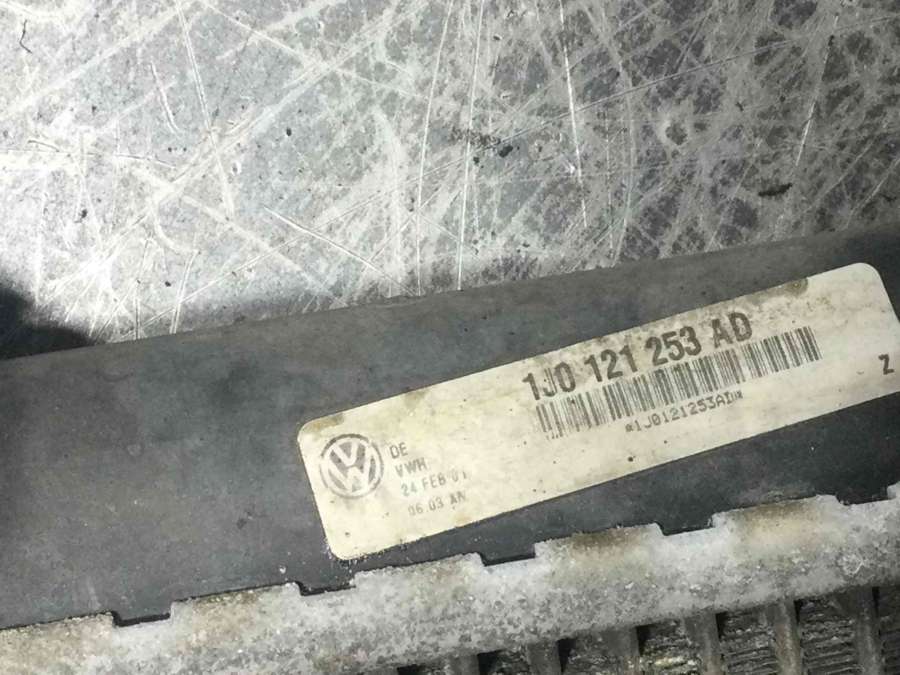 1J0 121 253 AD
*1J0121253AD*
Z
DE
VWH
24 FEB 01
06 03 AN